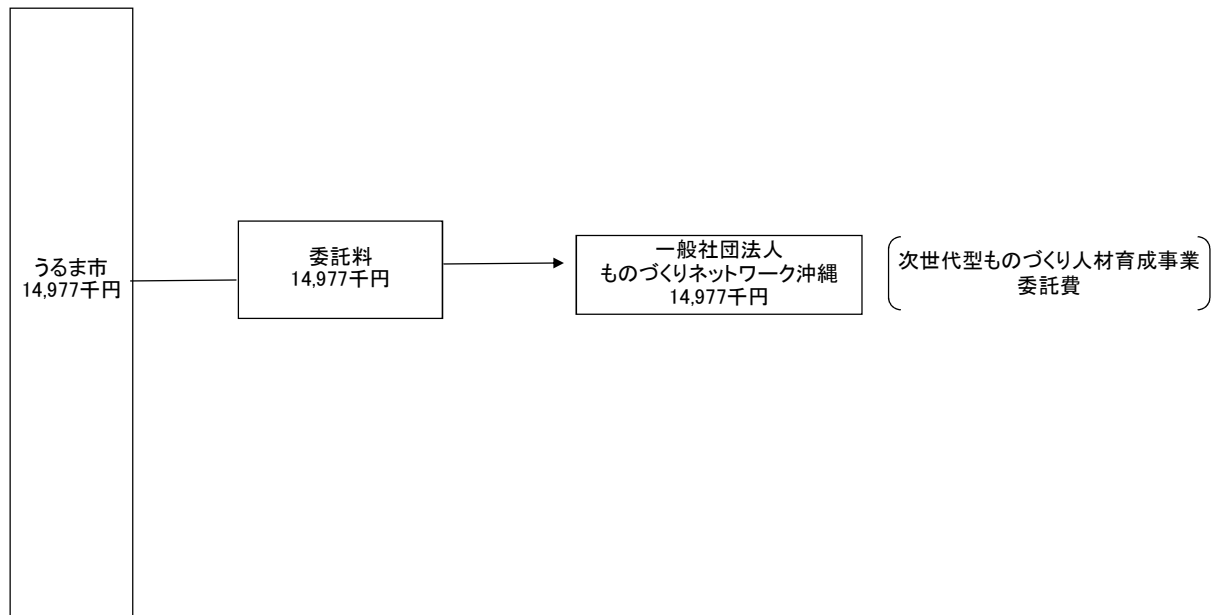 うるま市
14,977千円
委託料
14,977千円
一般社団法人
ものづくりネットワーク沖縄
14,977千円
次世代型ものづくり人材育成事業
委託費